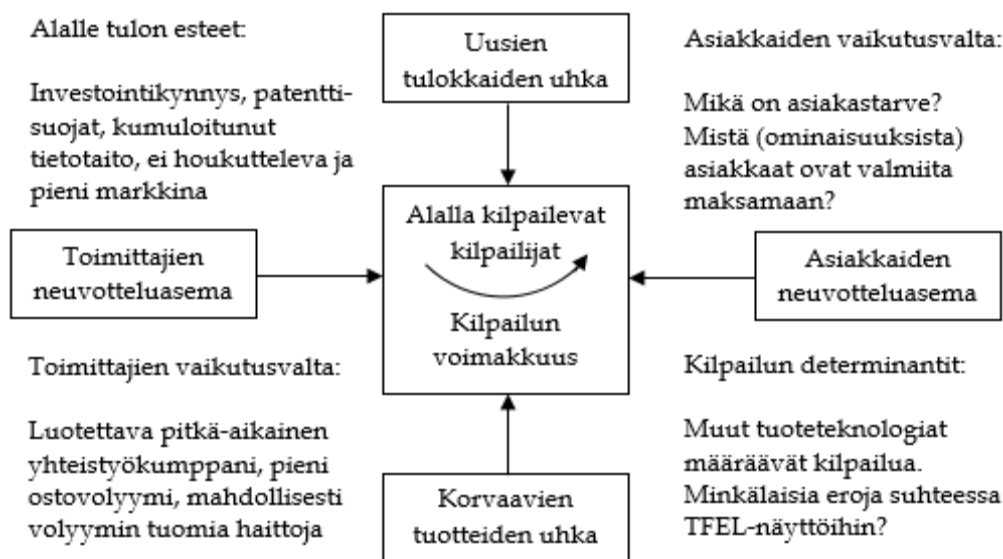 Alalle tulon esteet:
Investointikynnys, patentti-
suojat, kumuloitunut
tietotaito, ei houkutteleva ja
pieni markkina
Uusien
tulokkaiden uhka
Asiakkaiden vaikutusvalta:
Mikä on asiakastarve?
Mistä (ominaisuuksista)
asiakkaat ovat valmiita
maksamaan?
Toimittajien
neuvotteluasema
Alalla kilpailevat
kilpailijat
Kilpailun
voimakkuus
Asiakkaiden
neuvotteluasema
Toimittajien vaikutusvalta:
Luotettava pitkä-aikainen
yhteistyökumppani, pieni
ostovolyymi, mahdollisesti
volyymin tuomia haittoja
Korvaavien
tuotteiden uhka
Kilpailun determinantit:
Muut tuoteteknologiat
määräävät kilpailua.
Minkälaisia eroja suhteessa
TFEL-näyttöihin?